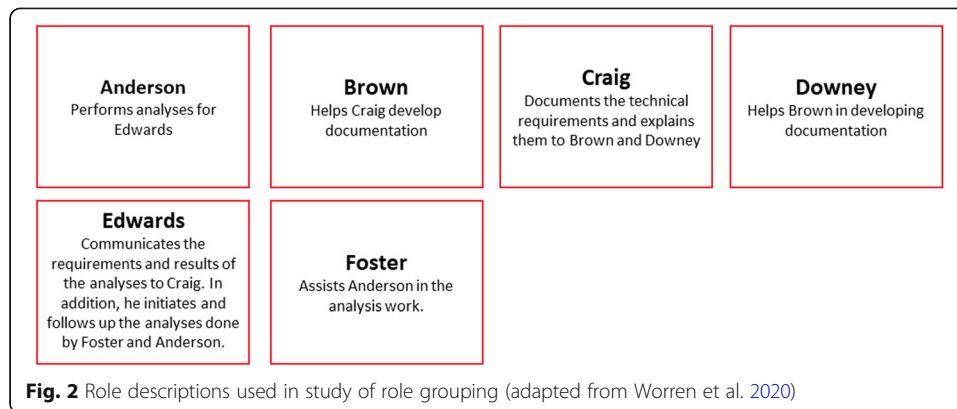 Anderson
Performs analyses for
Edwards
Brown
Helps Craig develop
documentation
Craig
Documents the technical
requirements and explains
them to Brown and Downey
Downey
Helps Brown in developing
documentation
Edwards
Communicates the
requirements and results of
the analyses to Craig. In
addition, he initiates and
follows up the analyses done
by Foster and Anderson.
Foster
Assists Anderson in the
analysis work.
Fig. 2 Role descriptions used in study of role grouping (adapted from Worren et al. 2020)